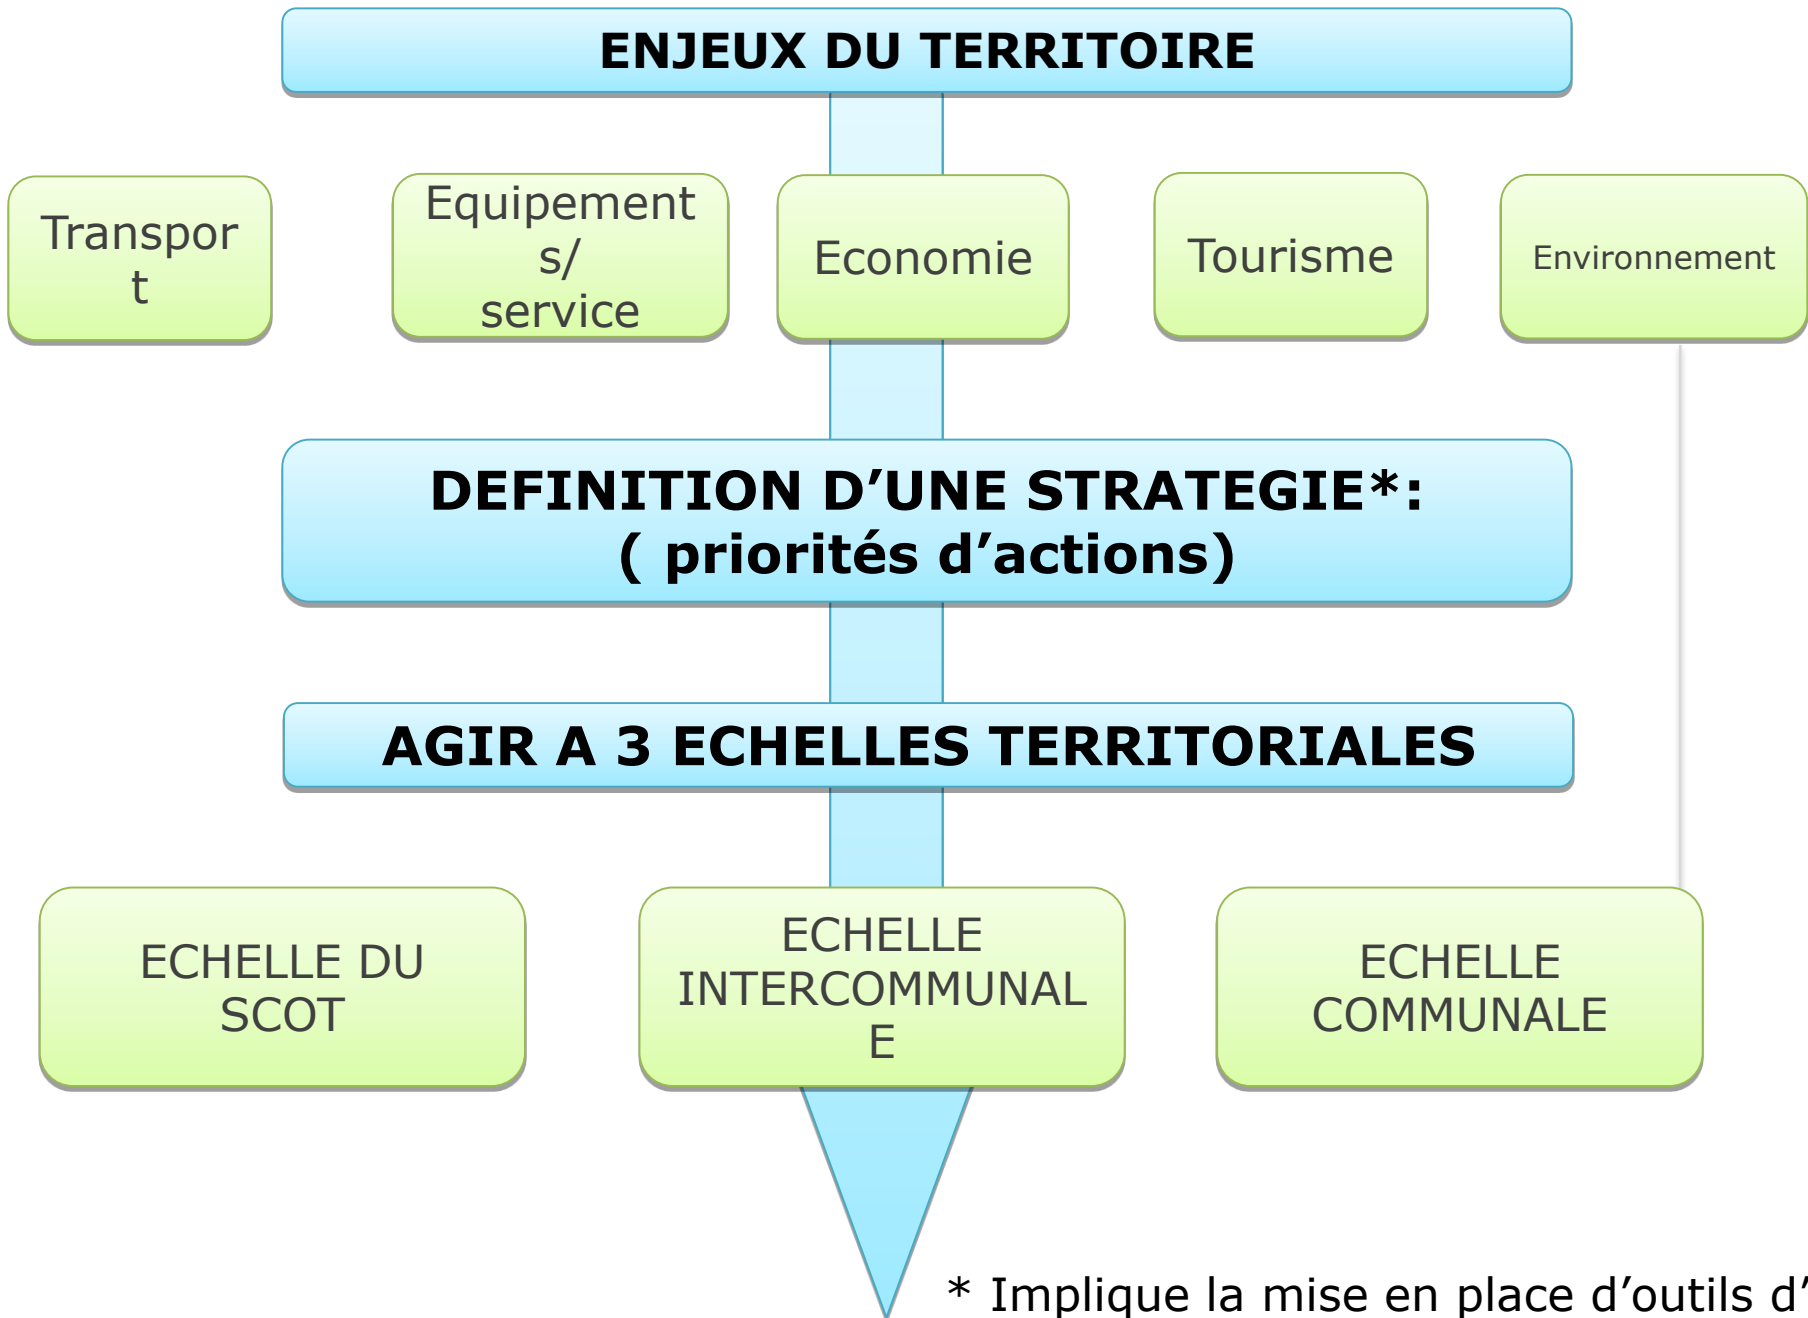 ENJEUX DU TERRITOIRE
Transpor
t
Equipement
s/
service
Economie
Tourisme
Environnement
DEFINITION D’UNE STRATEGIE*:
( priorités d’actions)
AGIR A 3 ECHELLES TERRITORIALES
ECHELLE DU
SCOT
ECHELLE
INTERCOMMUNAL
E
ECHELLE
COMMUNALE
* Implique la mise en place d’outils d’